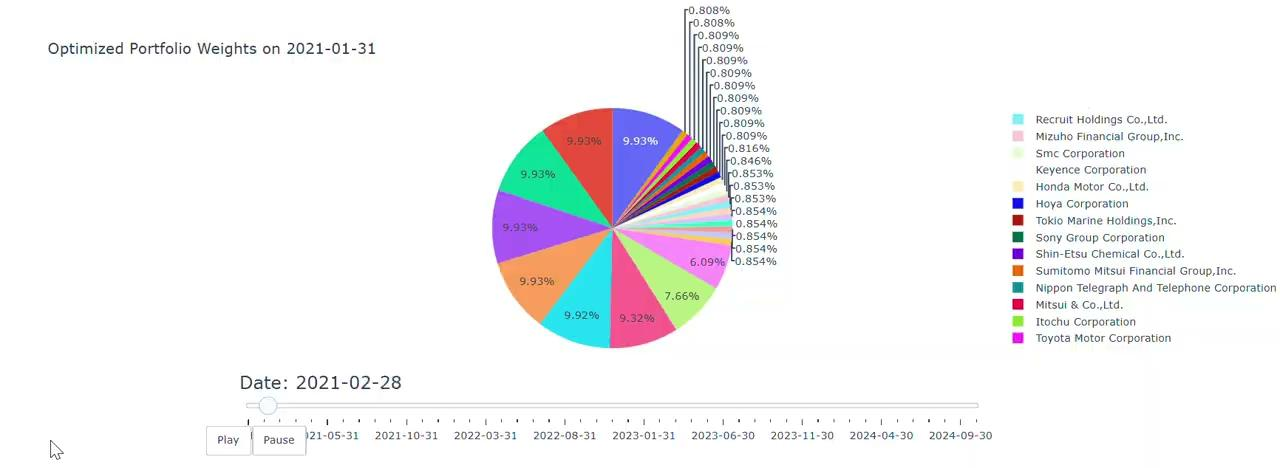 Optimized Portfolio Weights on 2021-01-31
0.808%
0.808%
0.809%
0.809%
0.809%
0.809%
0.809%
0.809%
0.809%
0.809%
0.809%
0.816%
0.846%
0.853%
0.853%
0.853%
0.854%
0.854%
0.854%
0.854%
0.854%
9.93%
9.93%
9.93%
9.93%
9.93%
9.92%
9.32%
7.66%
6.09%
Recruit Holdings Co.,Ltd.
Mizuho Financial Group,Inc.
Smc Corporation
Keyence Corporation
Honda Motor Co.,Ltd.
Hoya Corporation
Tokio Marine Holdings,Inc.
Sony Group Corporation
Shin-Etsu Chemical Co.,Ltd.
Sumitomo Mitsui Financial Group,Inc.
Nippon Telegraph And Telephone Corporation
Mitsui & Co.,Ltd.
Itochu Corporation
Toyota Motor Corporation
Date: 2021-02-28
Play
Pause
021-05-31 2021-10-31 2022-03-31 2022-08-31 2023-01-31 2023-06-30 2023-11-30 2024-04-30 2024-09-30